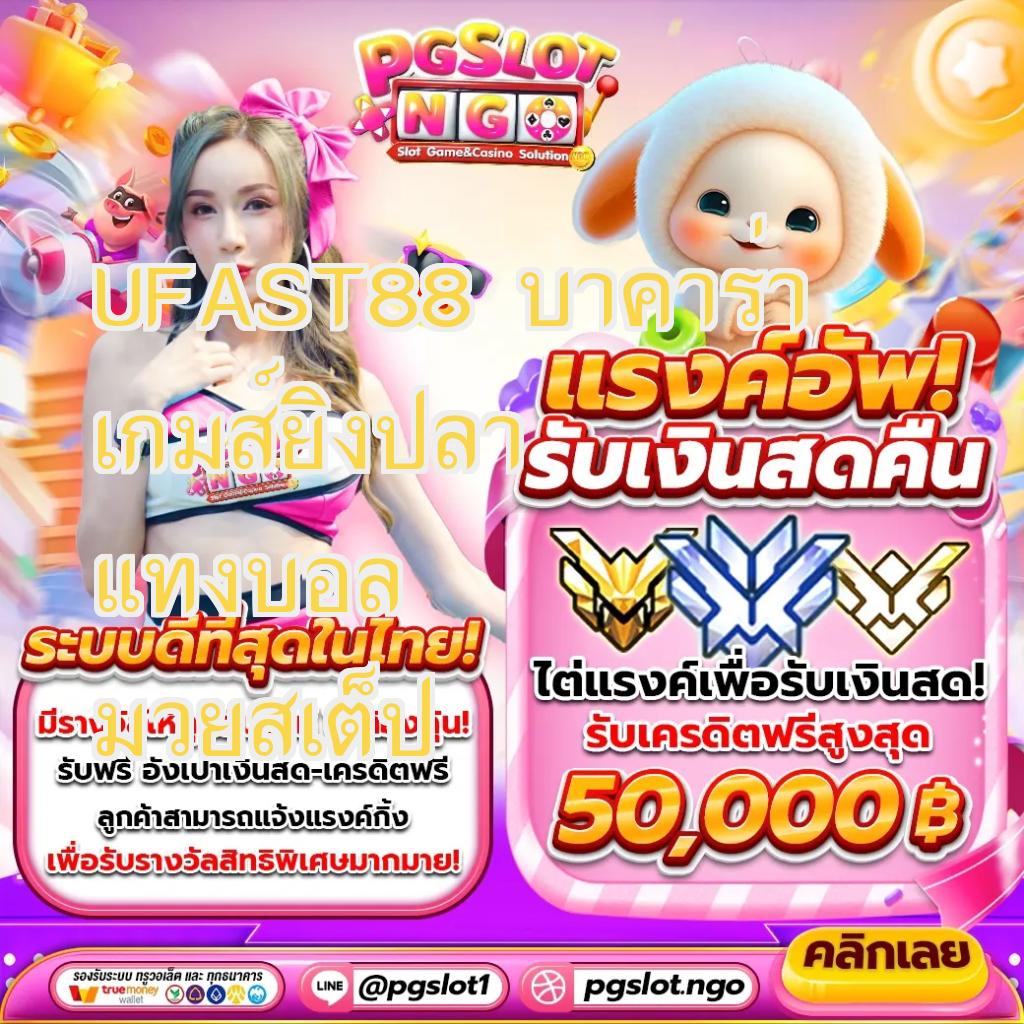 PGSLOT
NGO
Slot Game&Casino Solution
UFAST88 บาคาร่า
เกมส์ยิงปลา
แทงบอล
มวยสเต็ป
แรงค์อัพ!
รับเงินสดคืน
NGO
ระบบดีที่สุดในไทย!
รับฟรี อั่งเปาเงินสด-เครดิตฟรี
ลูกค้าสามารถแจ้งแรงค์กิ้ง
เพื่อรับรางวัลสิทธิพิเศษมากมาย!
ไต่แรงค์เพื่อรับเงินสด!
รับเครดิตฟรีสูงสุด
50,000 ฿
คลิกเลย
รองรับระบบ ทรูวอเล็ต และ ทุกธนาคาร
truemoney
wallet
LINE @pgslot1
pgslot.ngo